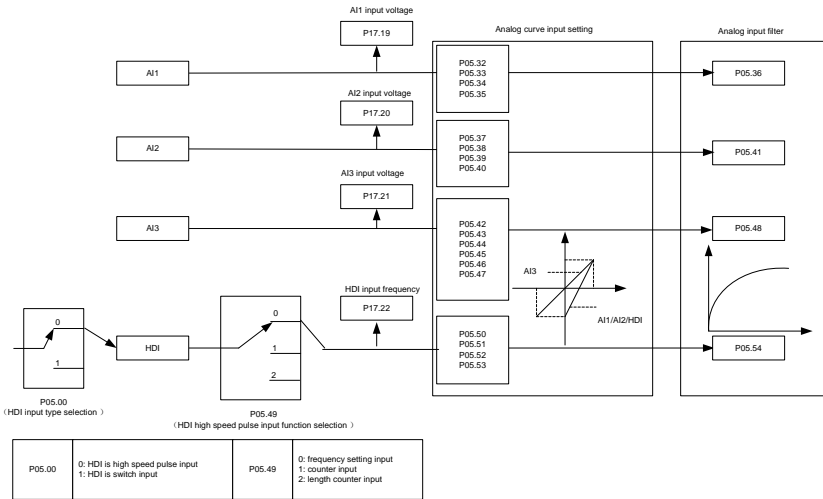 AI1 input voltage
P17.19
Analog curve input setting
Analog input filter
AI1
P05.32
P05.33
P05.34
P05.35
P05.36
AI2 input voltage
P17.20
AI2
P05.37
P05.38
P05.39
P05.40
P05.41
AI3 input voltage
P17.21
AI3
P05.42
P05.43
P05.44
P05.45
P05.46
P05.47
P05.48
AI3
AI1/AI2/HDI
HDI input frequency
P17.22
0
1
HDI
0
1
2
P05.50
P05.51
P05.52
P05.53
P05.54
P05.00
（HDI input type selection）
P05.49
（HDI high speed pulse input function selection）
P05.00
0: HDI is high speed pulse input
1: HDI is switch input
P05.49
0: frequency setting input
1: counter input
2: length counter input